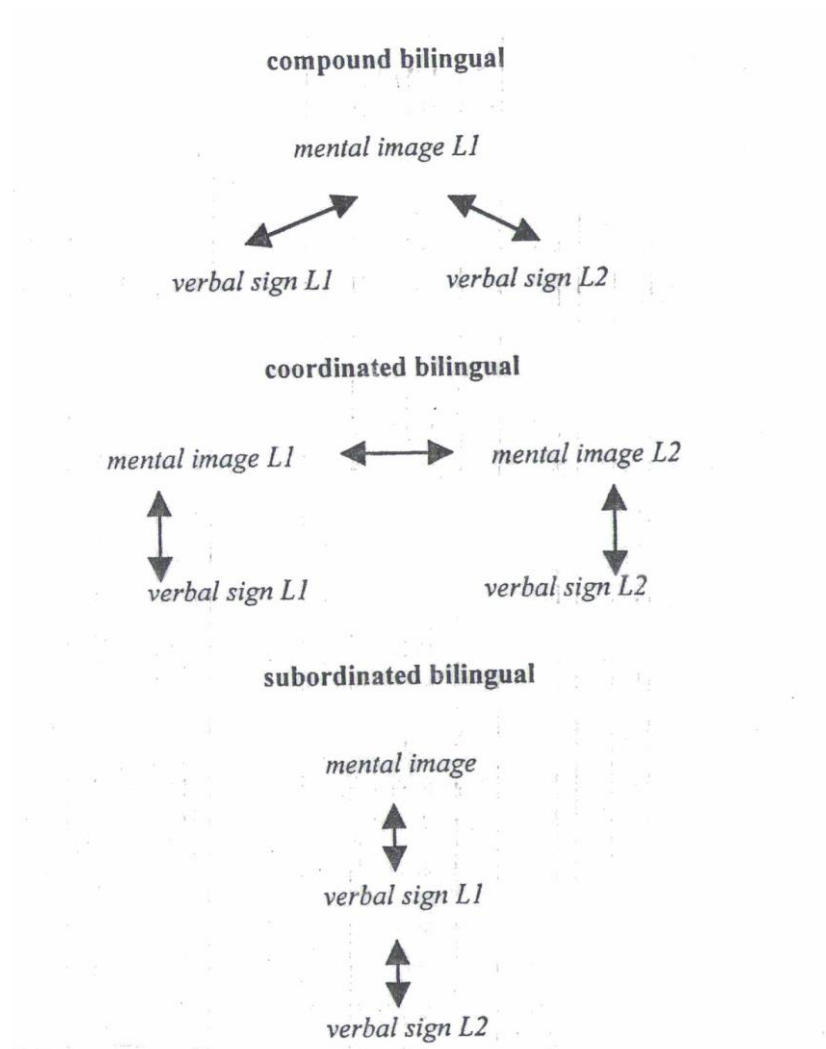 compound bilingual
mental image L1
verbal sign L1 verbal sign L2
coordinated bilingual
mental image L1 mental image L2
verbal sign L1 verbal sign L2
subordinated bilingual
mental image
verbal sign L1
verbal sign L2